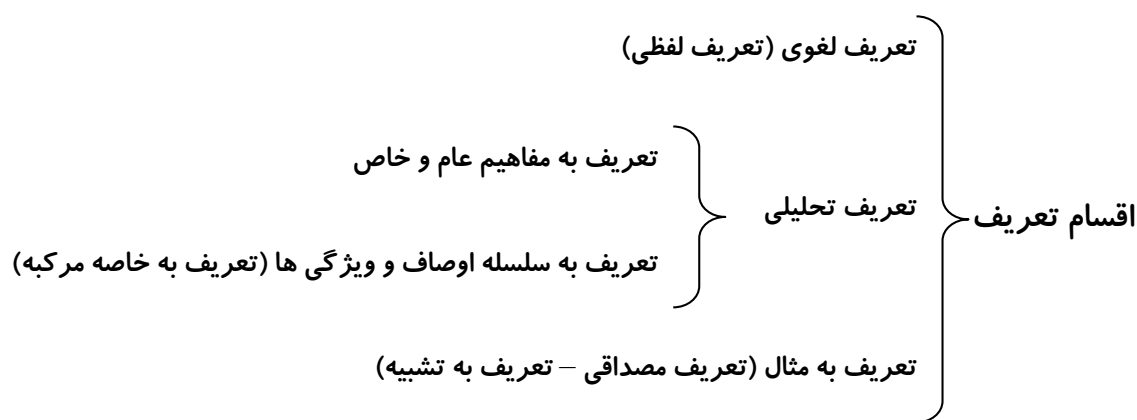 اقسام تعریف
تعریف لغوی (تعریف لفظی)
تعریف تحلیلی
تعریف به مفاهیم عام و خاص
تعریف به سلسله اوصاف و ویژگی ها (تعریف به خاصه مرکبه)
تعریف به مثال (تعریف مصداقی – تعریف به تشبیه)